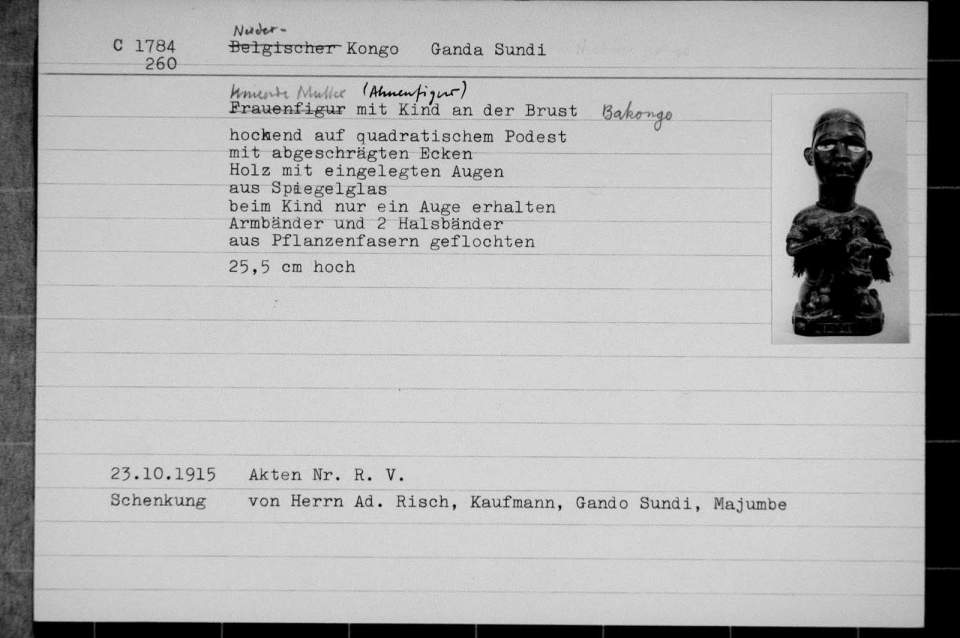 Nieder-
C 1784 Belgischer Kongo Ganda Sundi
260
Kniende Mutter (Ahnenfigur)
Frauenfigur mit Kind an der Brust Bakongo
hockend auf quadratischem Podest
mit abgeschrägten Ecken
Holz mit eingelegten Augen
aus Spiegelglas
beim Kind nur ein Auge erhalten
Armbänder und 2 Halsbänder
aus Pflanzenfasern geflochten
25,5 cm hoch
23.10.1915 Akten Nr. R. V.
Schenkung von Herrn Ad. Risch, Kaufmann, Gando Sundi, Majumbe